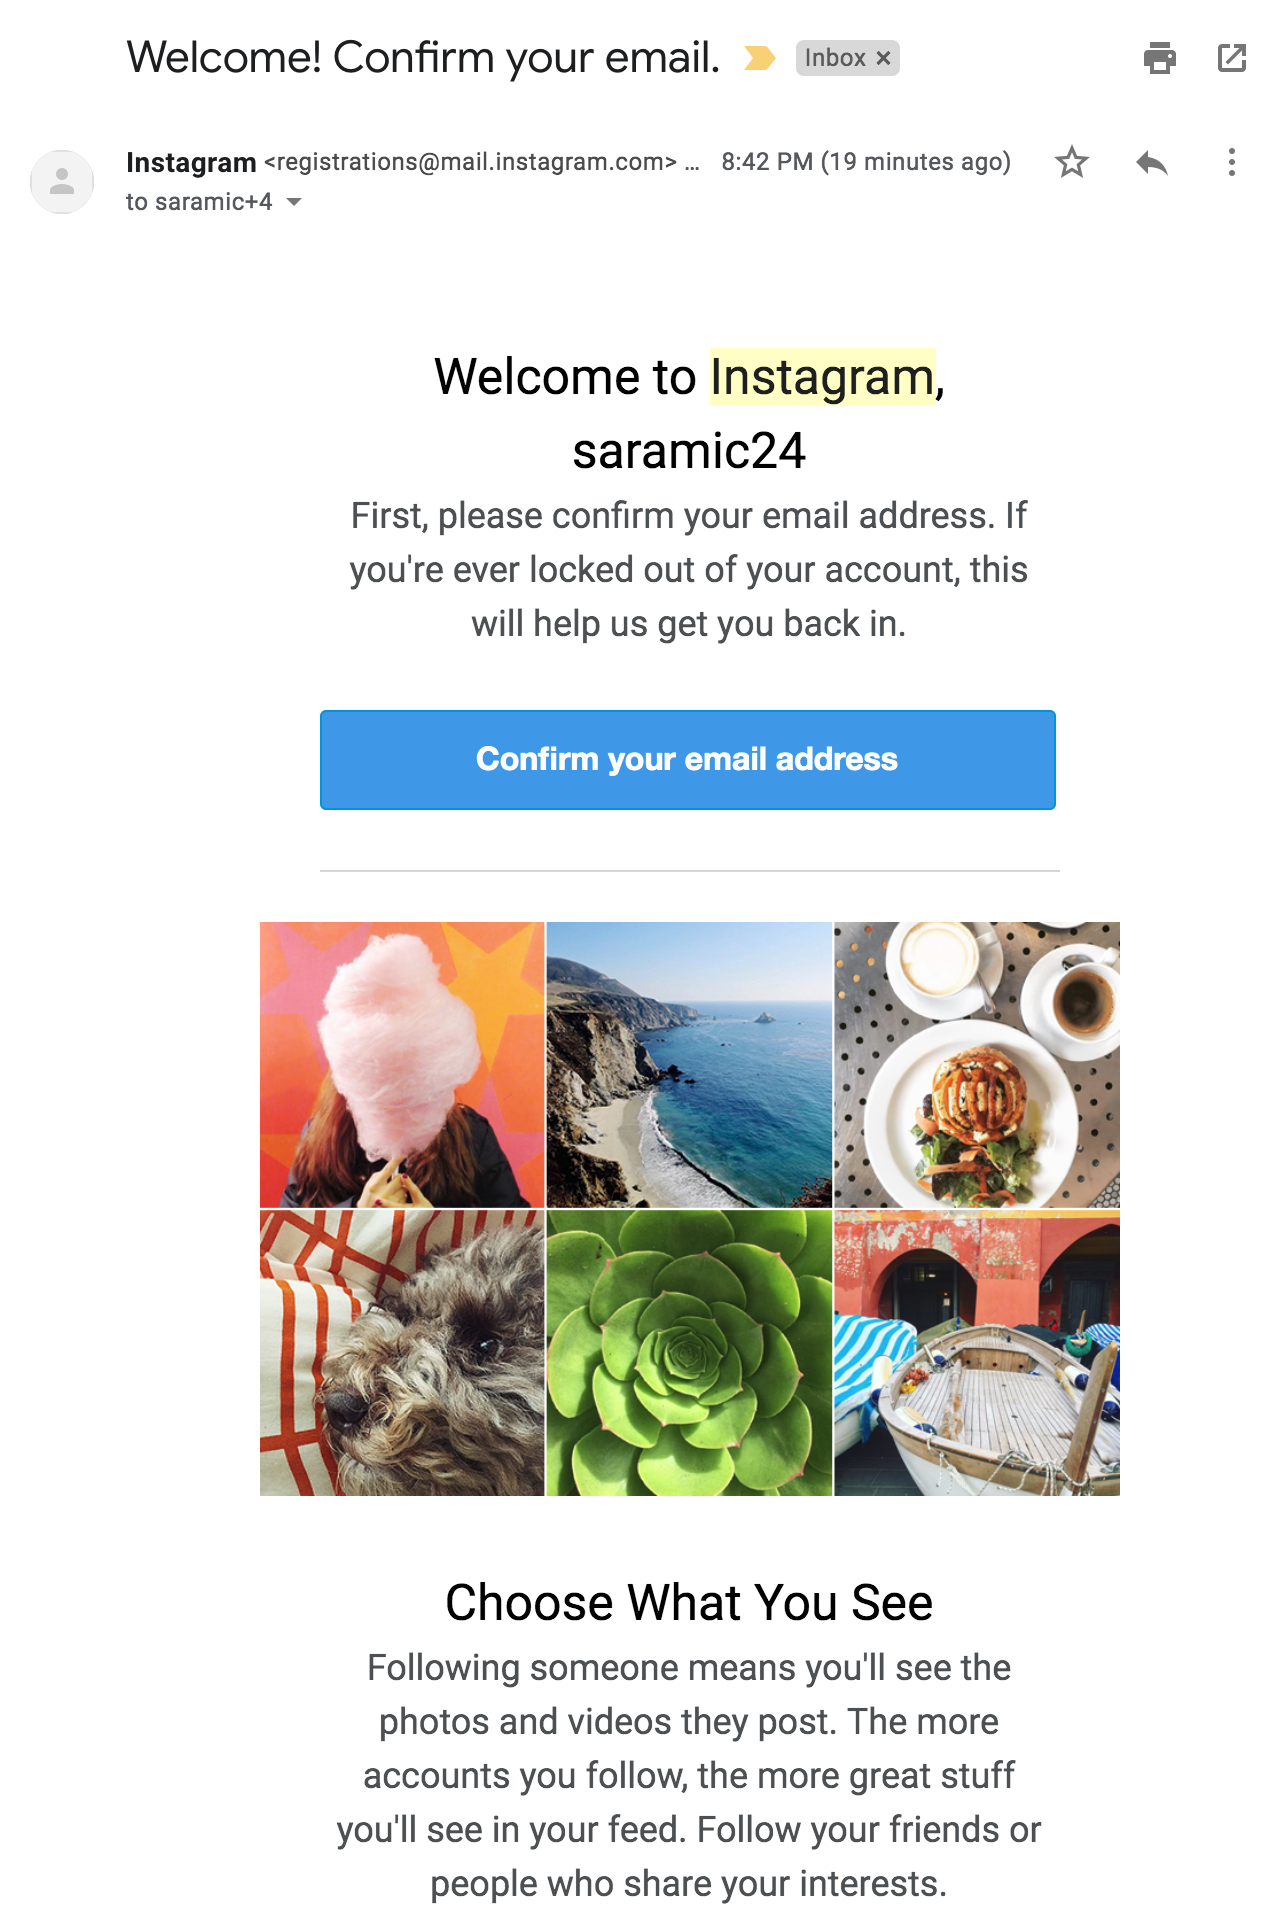 Welcome! Confirm your email.
Inbox ×
Instagram <registrations@mail.instagram.com> ...
8:42 PM (19 minutes ago)
to saramic+4
Welcome to Instagram,
saramic24
First, please confirm your email address. If
you're ever locked out of your account, this
will help us get you back in.
Confirm your email address
Choose What You See
Following someone means you'll see the
photos and videos they post. The more
accounts you follow, the more great stuff
you'll see in your feed. Follow your friends or
people who share your interests.